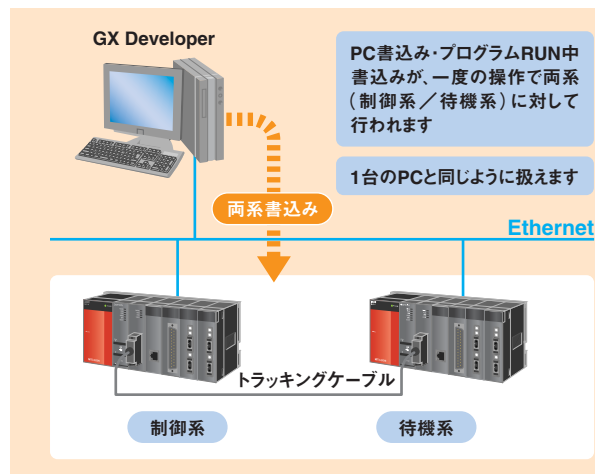 GX Developer
PC書込み・プログラムRUN中
書込みが、一度の操作で両系
（制御系／待機系）に対して
行われます
1台のPCと同じように扱えます
両系書込み
Ethernet
トラッキングケーブル
制御系
待機系